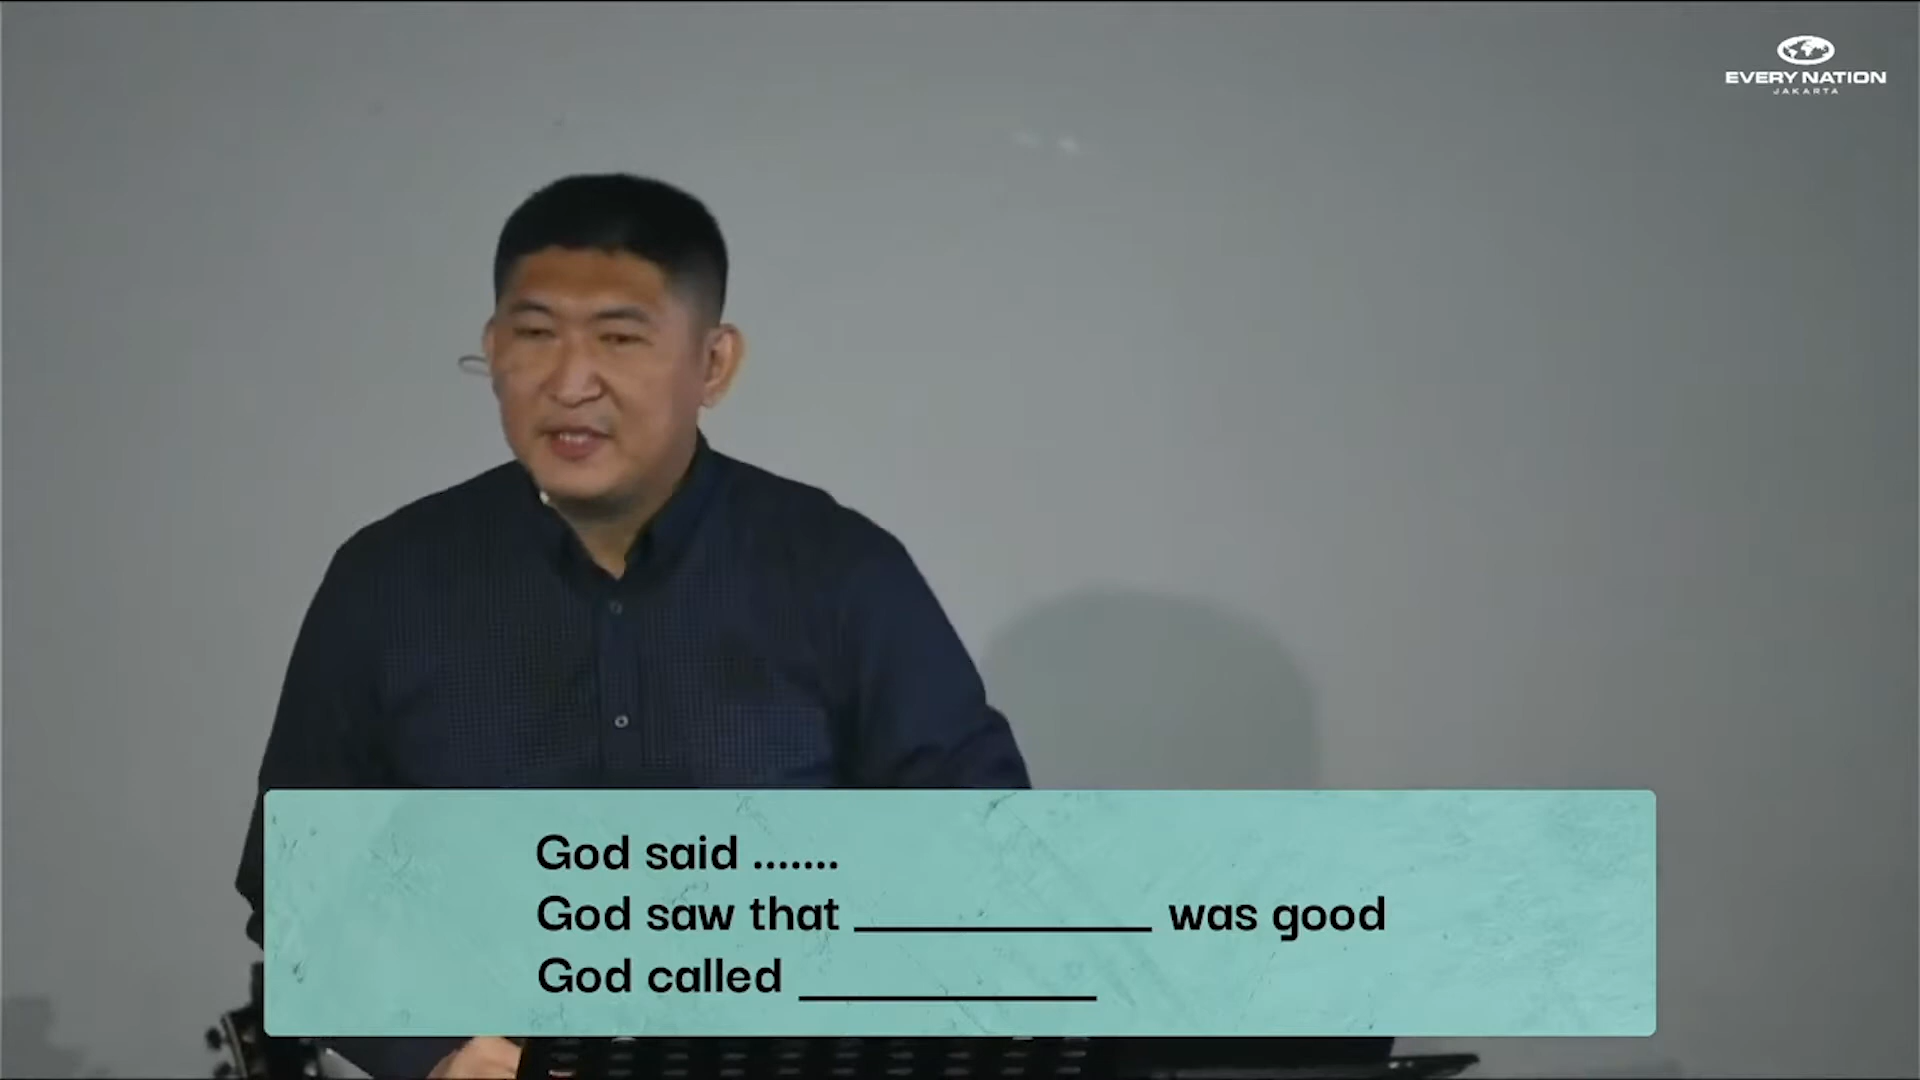 EVERY NATION
JAKARTA
God said .......
God saw that ____________ was good
God called ____________